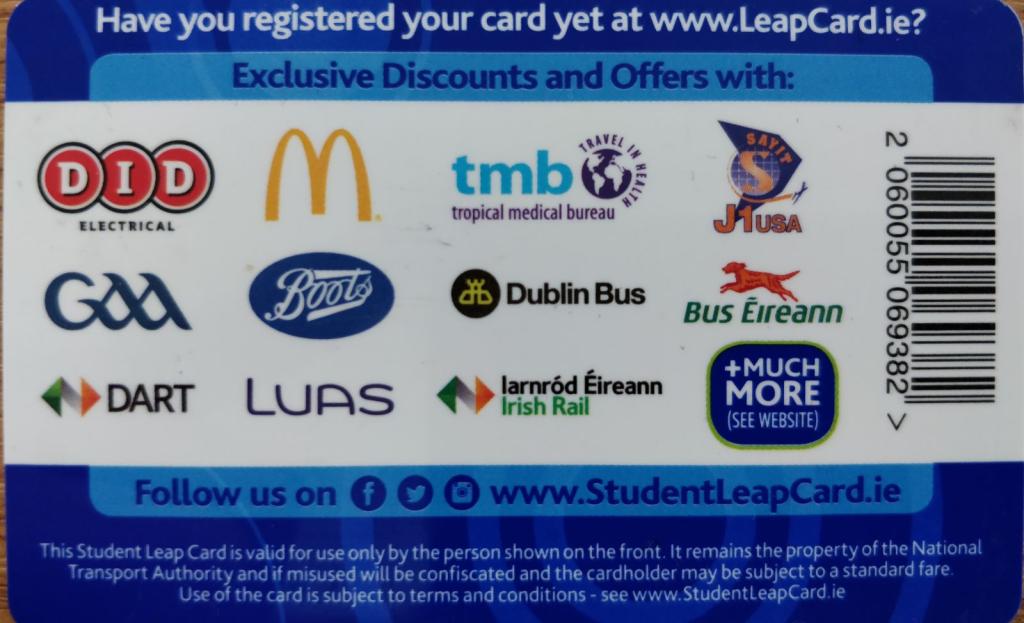 Have you registered your card yet at www.LeapCard.ie?
Exclusive Discounts and Offers with:
DID
ELECTRICAL
M
tmb
tropical medical bureau
TRAVEL IN HEALTH
SAYIT
S
J1USA
GAA
Boots
Dublin Bus
Bus Éireann
DART
LUAS
Iarnród Éireann
Irish Rail
+MUCH
MORE
(SEE WEBSITE)
2 060055 069382 >
Follow us on f www.StudentLeapCard.ie
This Student Leap Card is valid for use only by the person shown on the front. It remains the property of the National
Transport Authority and if misused will be confiscated and the cardholder may be subject to a standard fare.
Use of the card is subject to terms and conditions - see www.StudentLeapCard.ie